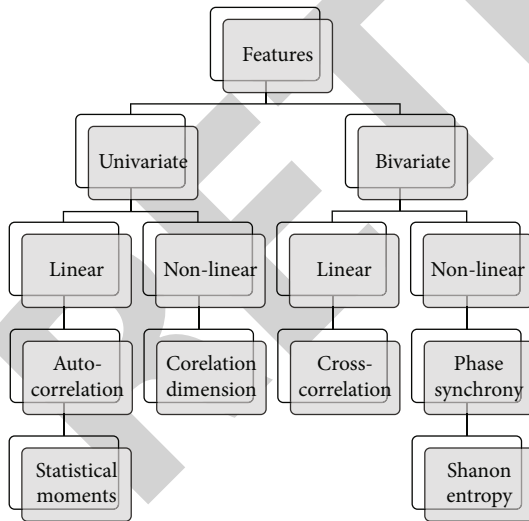 Features
Univariate
Bivariate
Linear
Non-linear
Linear
Non-linear
Auto-
correlation
Corelation
dimension
Cross-
correlation
Phase
synchrony
Statistical
moments
Shanon
entropy
RET